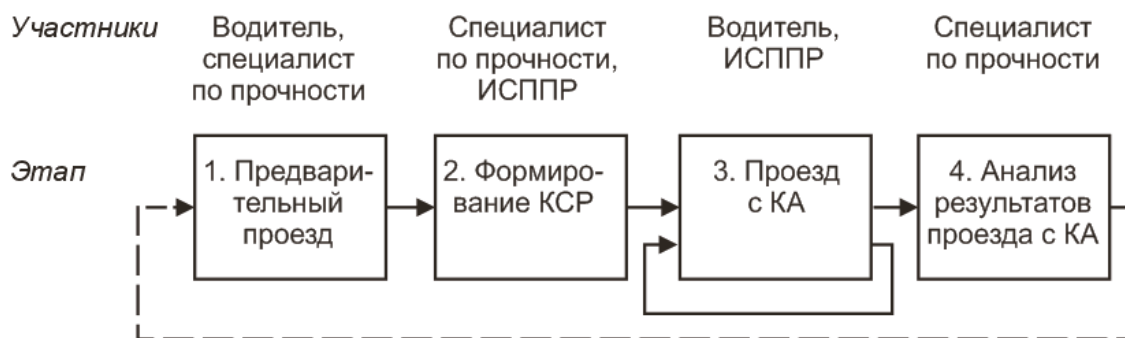 Участники
Водитель,
специалист
по прочности
Специалист
по прочности,
ИСППР
Водитель,
ИСППР
Специалист
по прочности
Этап
1. Предвари-
тельный
проезд
2. Формиро-
вание КСР
3. Проезд
с КА
4. Анализ
результатов
проезда с КА